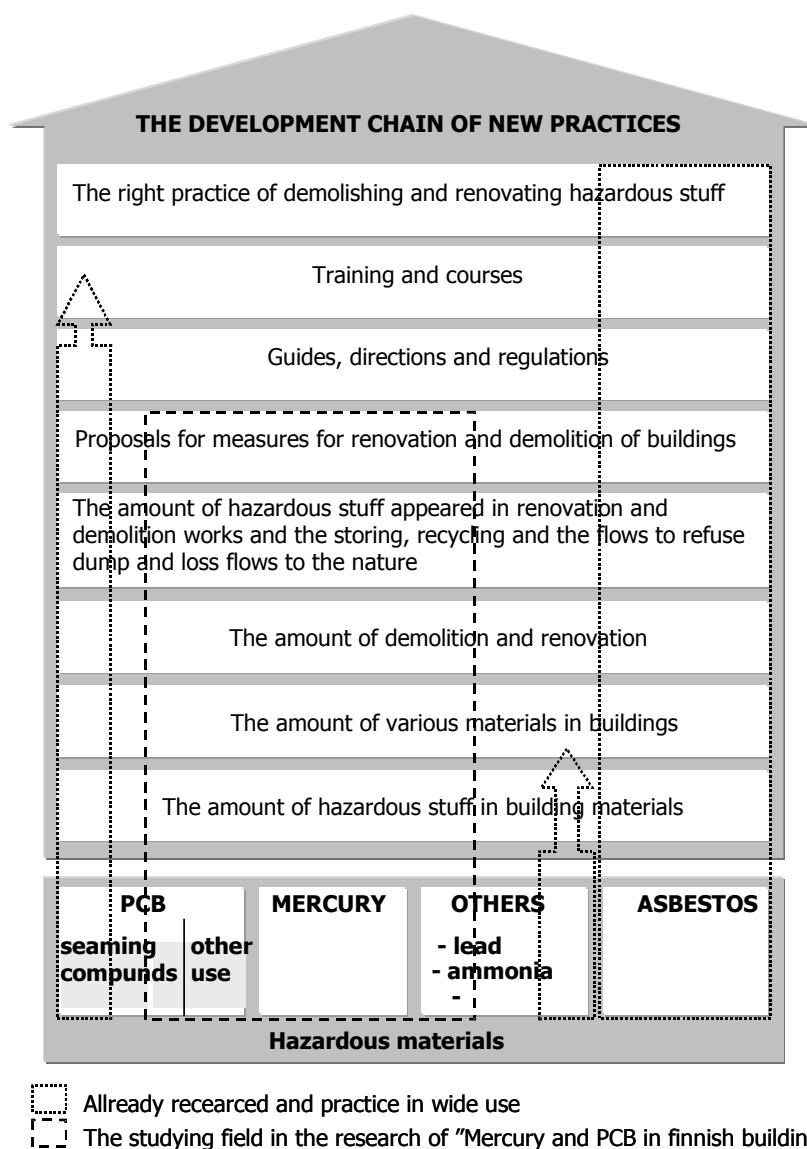 THE DEVELOPMENT CHAIN OF NEW PRACTICES
The right practice of demolishing and renovating hazardous stuff
Training and courses
Guides, directions and regulations
Proposals for measures for renovation and demolition of buildings
The amount of hazardous stuff appeared in renovation and
demolition works and the storing, recycling and the flows to refuse
dump and loss flows to the nature
The amount of demolition and renovation
The amount of various materials in buildings
The amount of hazardous stuff in building materials
PCB
seaming
compunds
other
use
MERCURY
OTHERS
- lead
- ammonia
-
ASBESTOS
Hazardous materials
Allready recearced and practice in wide use
The studying field in the research of ”Mercury and PCB in finnish buildin